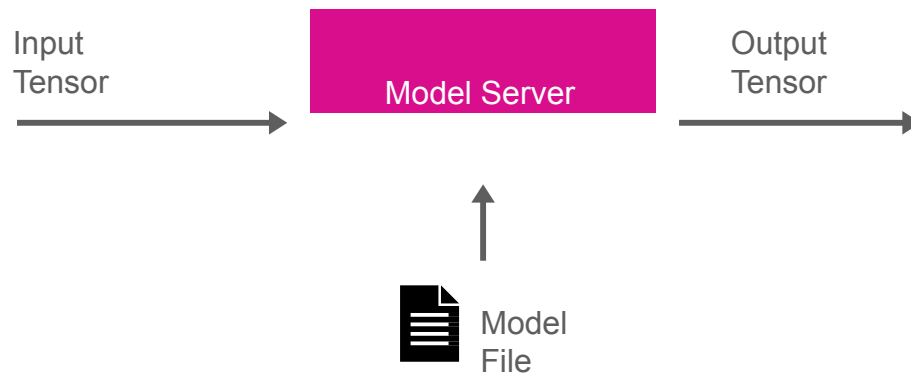 Input
Tensor
Model Server
Output
Tensor
Model
File